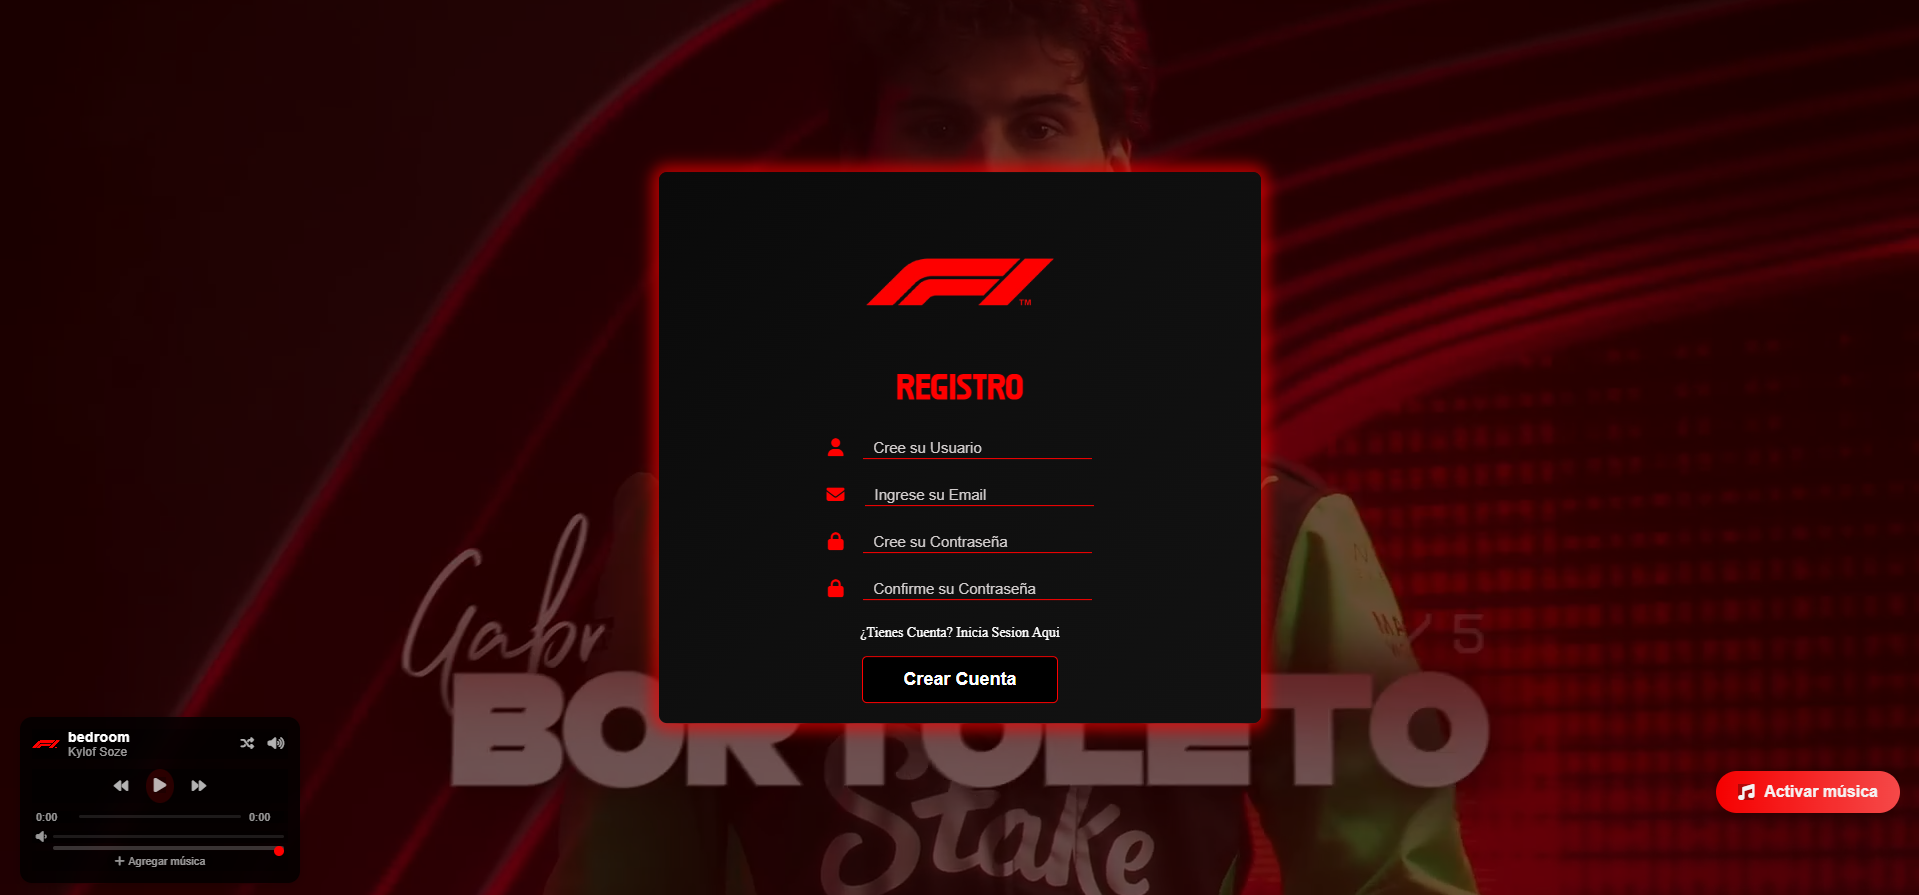 TM
REGISTRO
Cree su Usuario
Ingrese su Email
Cree su Contraseña
Confirme su Contraseña
¿Tienes Cuenta? Inicia Sesion Aqui
Crear Cuenta
Gabr
BORTOLETO
Stake
/ 5
bedroom
Kylof Soze
0:00
0:00
+ Agregar música
Activar música